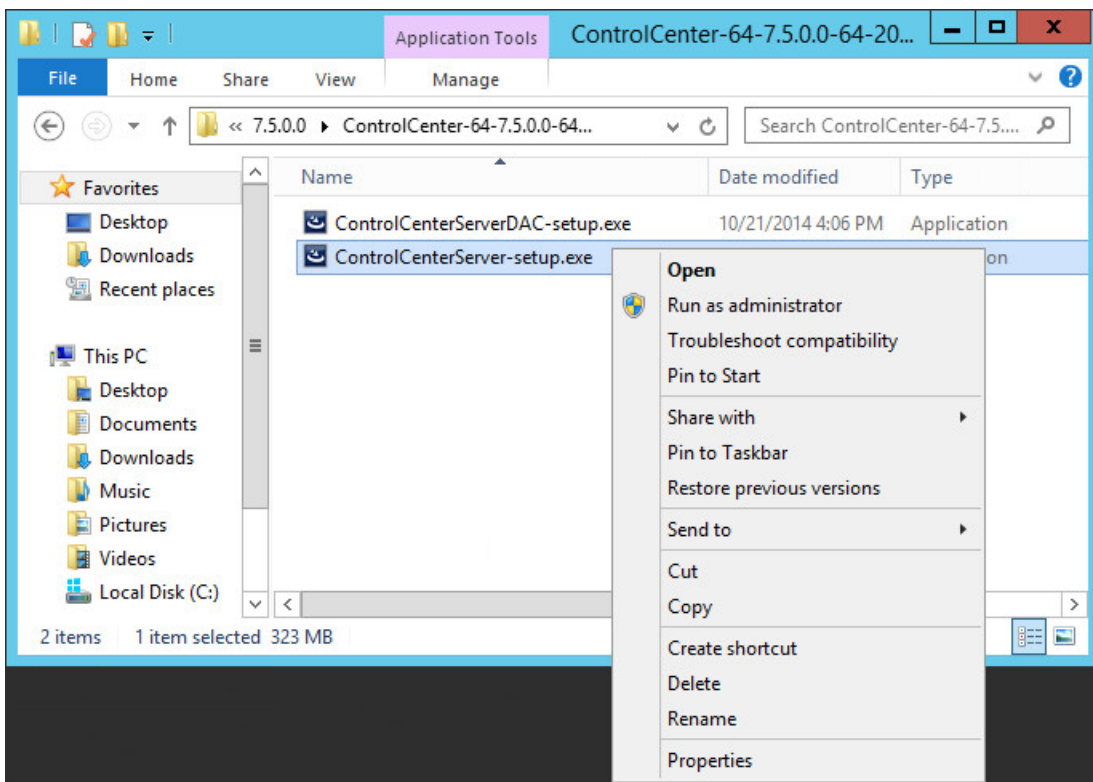 Application Tools
ControlCenter-64-7.5.0.0-64-20...
File
Home
Share
View
Manage
« 7.5.0.0 ▸ ControlCenter-64-7.5.0.0-64...
Search ControlCenter-64-7.5....
Favorites
Desktop
Downloads
Recent places
This PC
Desktop
Documents
Downloads
Music
Pictures
Videos
Local Disk (C:)
Name
Date modified
Type
ControlCenterServerDAC-setup.exe
10/21/2014 4:06 PM
Application
ControlCenterServer-setup.exe
on
Open
Run as administrator
Troubleshoot compatibility
Pin to Start
Share with
Pin to Taskbar
Restore previous versions
Send to
Cut
Copy
Create shortcut
Delete
Rename
Properties
2 items
1 item selected 323 MB